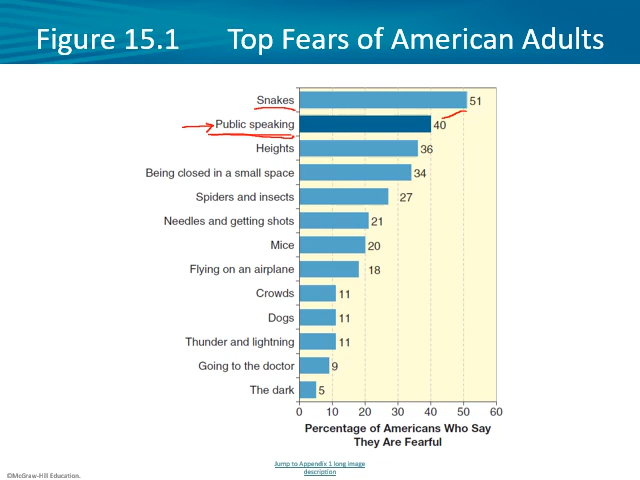 Figure 15.1 Top Fears of American Adults
Snakes 51
Public speaking 40
Heights 36
Being closed in a small space 34
Spiders and insects 27
Needles and getting shots 21
Mice 20
Flying on an airplane 18
Crowds 11
Dogs 11
Thunder and lightning 11
Going to the doctor 9
The dark 5
0 10 20 30 40 50 60
Percentage of Americans Who Say
They Are Fearful
Jump to Appendix 1 long image
description
©McGraw-Hill Education.